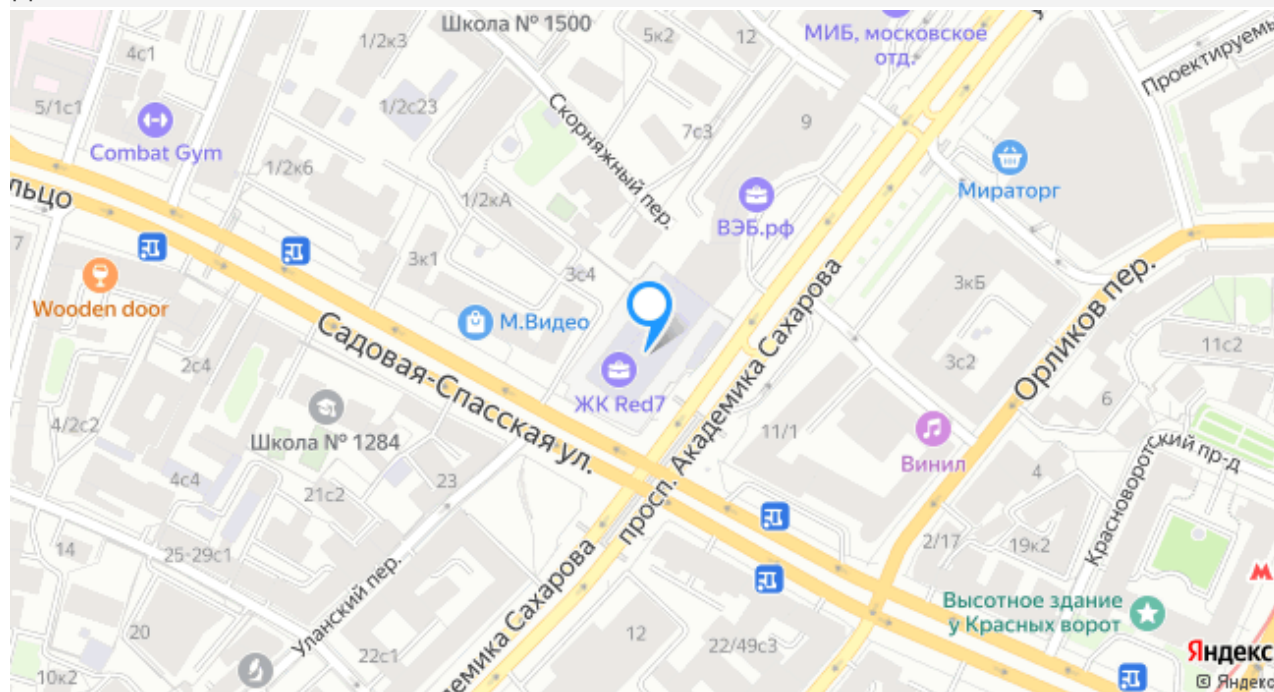 Школа № 1500
1/2к3
5к2
12
МИБ, московское
отд.
Проектируемы
4с1
5/1с1
1/2с23
7с3
9
Combat Gym
Скорняжный пер.
1/2к6
Мираторг
льцо
1/2кА
ВЭБ.рф
7
3к1
3с4
3кБ
Wooden door
М.Видео
Садовая-Спасская ул.
просп. Академика Сахарова
Орликов пер.
11с2
2с4
3с2
ЖК Red7
6
4/2с2
Школа № 1284
11/1
Винил
4с4
21с2
23
4
Красноворотский пр-д
14
25-29с1
2/17
19к2
Уланский пер.
адемика Сахарова
Высотное здание
у Красных ворот
20
12
22/49с3
22с1
10к2
Яндекс
© Яндекс